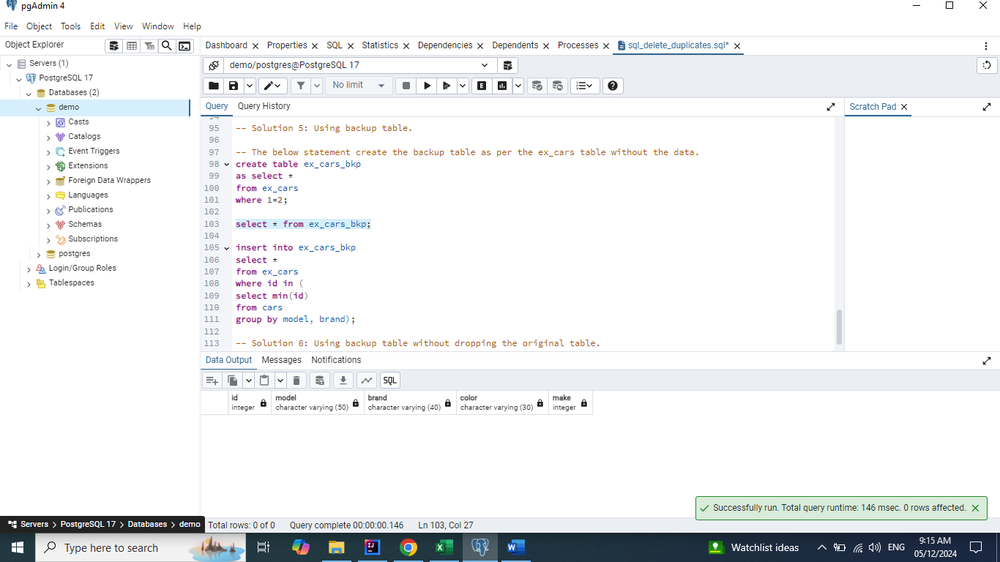 pgAdmin 4
File Object Tools Edit View Window Help
Object Explorer
Dashboard Properties SQL Statistics Dependencies Dependents Processes sql_delete_duplicates.sql*
Servers (1)
PostgreSQL 17
Databases (2)
demo
Casts
Catalogs
Event Triggers
Extensions
Foreign Data Wrappers
Languages
Publications
Schemas
Subscriptions
postgres
Login/Group Roles
Tablespaces
demo/postgres@PostgreSQL 17
No limit
E
Query Query History
Scratch Pad
94
95 -- Solution 5: Using backup table.
96
97 -- The below statement create the backup table as per the ex_cars table without the data.
98 create table ex_cars_bkp
99 as select *
100 from ex_cars
101 where 1=2;
102
103 select * from ex_cars_bkp;
104
105 insert into ex_cars_bkp
106 select *
107 from ex_cars
108 where id in (
109 select min(id)
110 from cars
111 group by model, brand);
112
113 -- Solution 6: Using backup table without dropping the original table.
Data Output Messages Notifications
SQL
id model brand color make
integer character varying (50) character varying (40) character varying (30) integer
Successfully run. Total query runtime: 146 msec. 0 rows affected.
Servers > PostgreSQL 17 > Databases > demo
Total rows: 0 of 0 Query complete 00:00:00.146 Ln 103, Col 27
Type here to search
Watchlist ideas
ENG
9:15 AM
05/12/2024